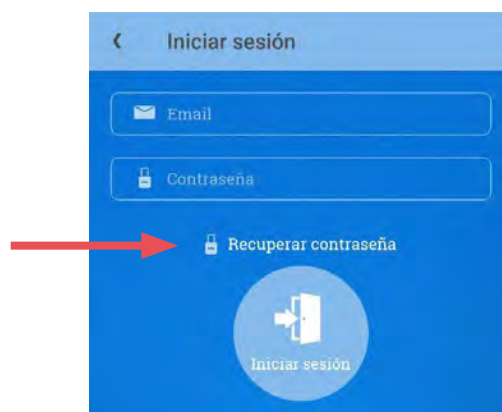 Iniciar sesión
Email
Contraseña
Recuperar contraseña
Iniciar sesión